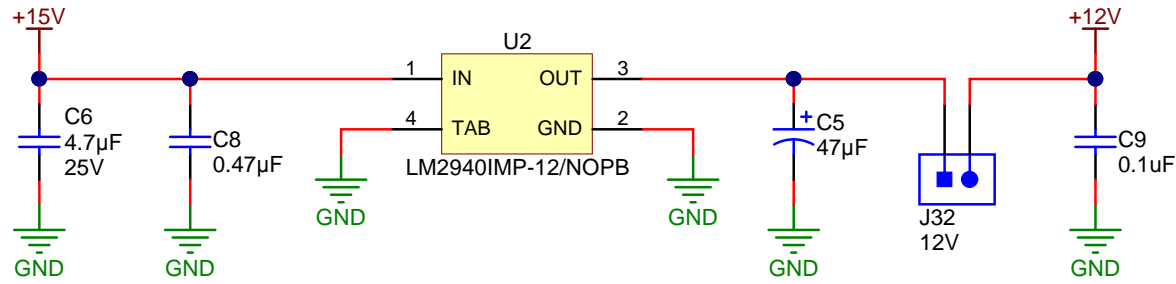 +15V
+12V
U2
1
IN
OUT
3
4
TAB
GND
2
LM2940IMP-12/NOPB
C6
4.7µF
25V
C8
0.47µF
+
C5
47µF
C9
0.1uF
GND
GND
J32
12V
GND
GND
GND
GND